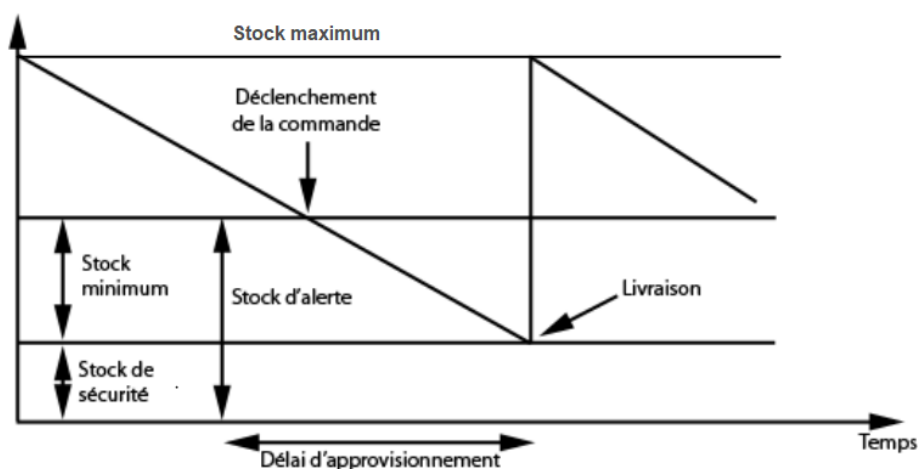 Stock maximum
Déclenchement
de la commande
Stock
minimum
Stock d'alerte
Livraison
Stock de
sécurité
Temps
Délai d'approvisionnement